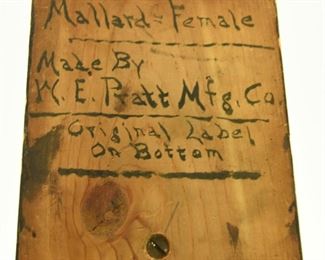 Mallard = Female
Made By
W. E. Pratt Mfg. Co.
Original Label
On Bottom